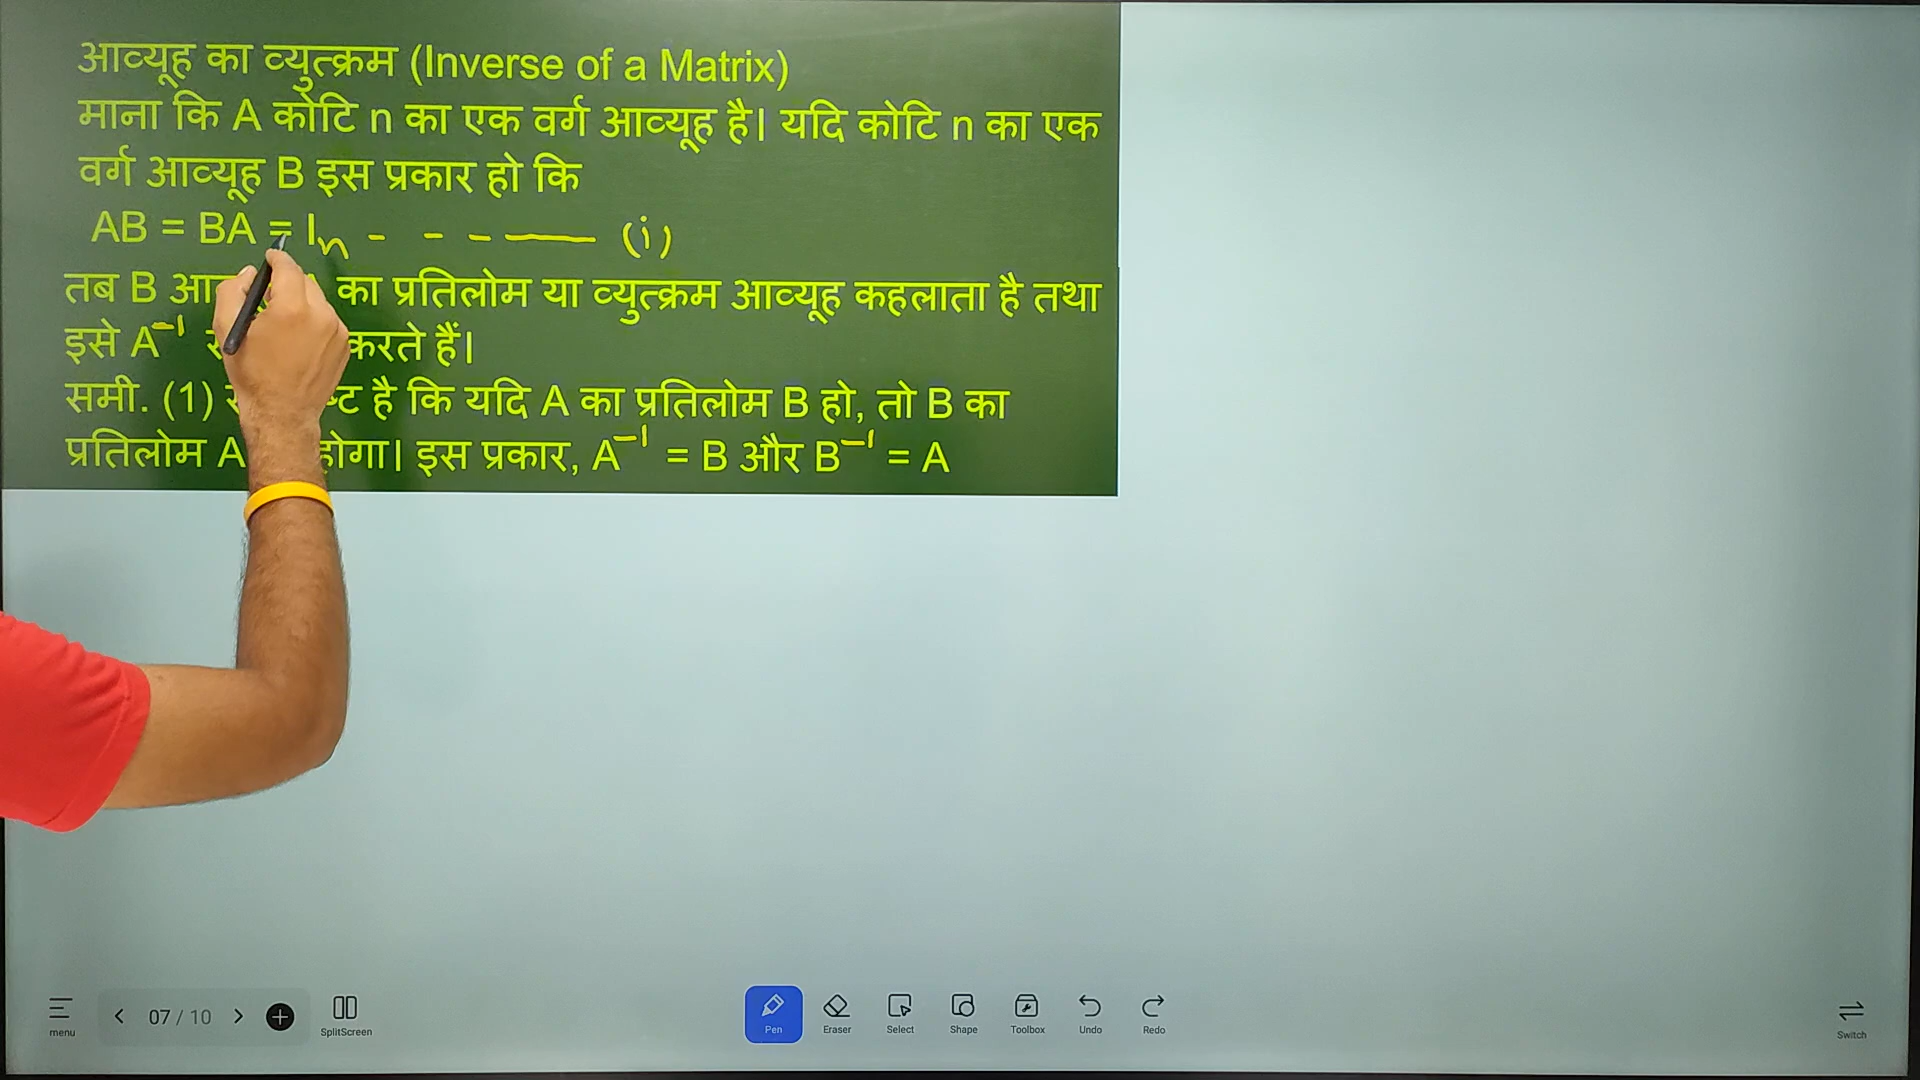 आव्यूह का व्युत्क्रम (Inverse of a Matrix)
माना कि A कोटि n का एक वर्ग आव्यूह है। यदि कोटि n का एक
वर्ग आव्यूह B इस प्रकार हो कि
AB = BA = Iₙ - - - — (i)
तब B का प्रतिलोम या व्युत्क्रम आव्यूह कहलाता है तथा
इसे A⁻¹ करते हैं।
समी. (1) है कि यदि A का प्रतिलोम B हो, तो B का
प्रतिलोम A होगा। इस प्रकार, A⁻¹ = B और B⁻¹ = A
menu
07 / 10
SplitScreen
Pen
Eraser
Select
Shape
Toolbox
Undo
Redo
Switch